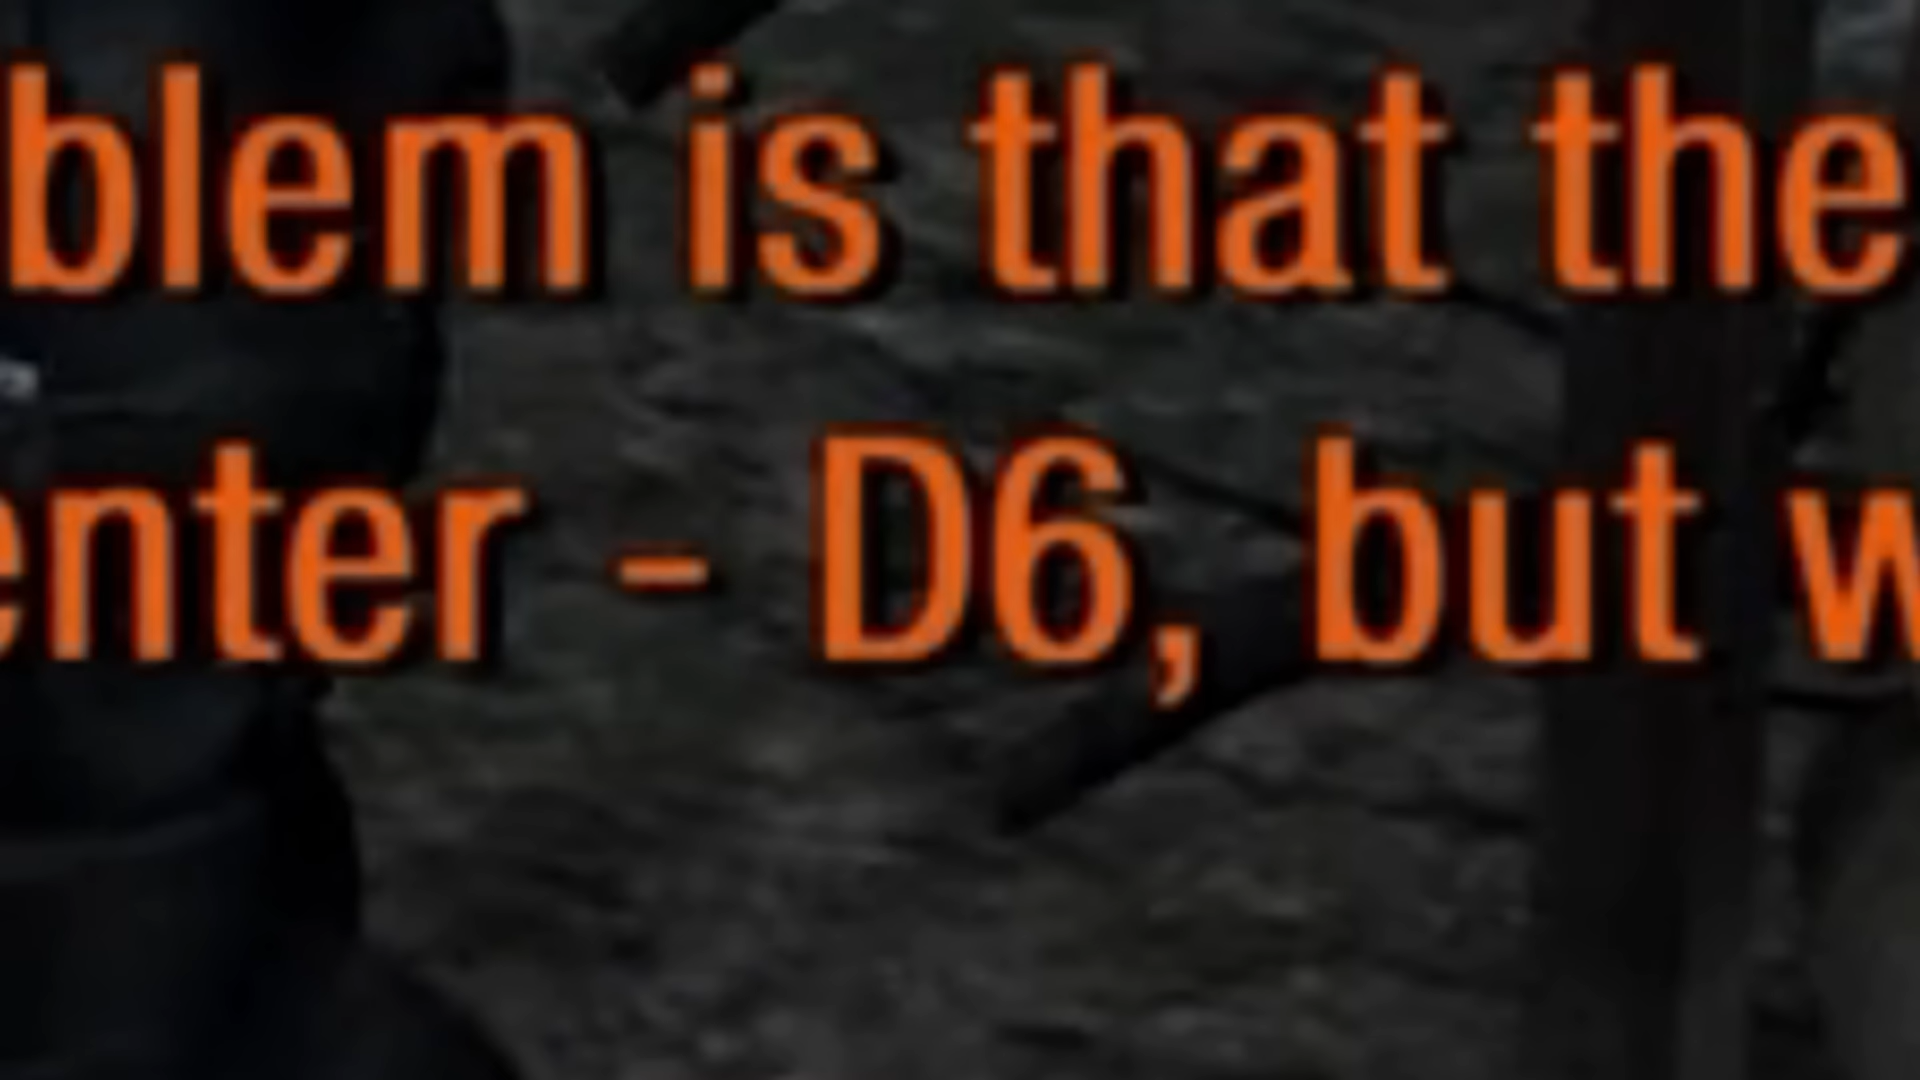 blem is that the
enter - D6, but w